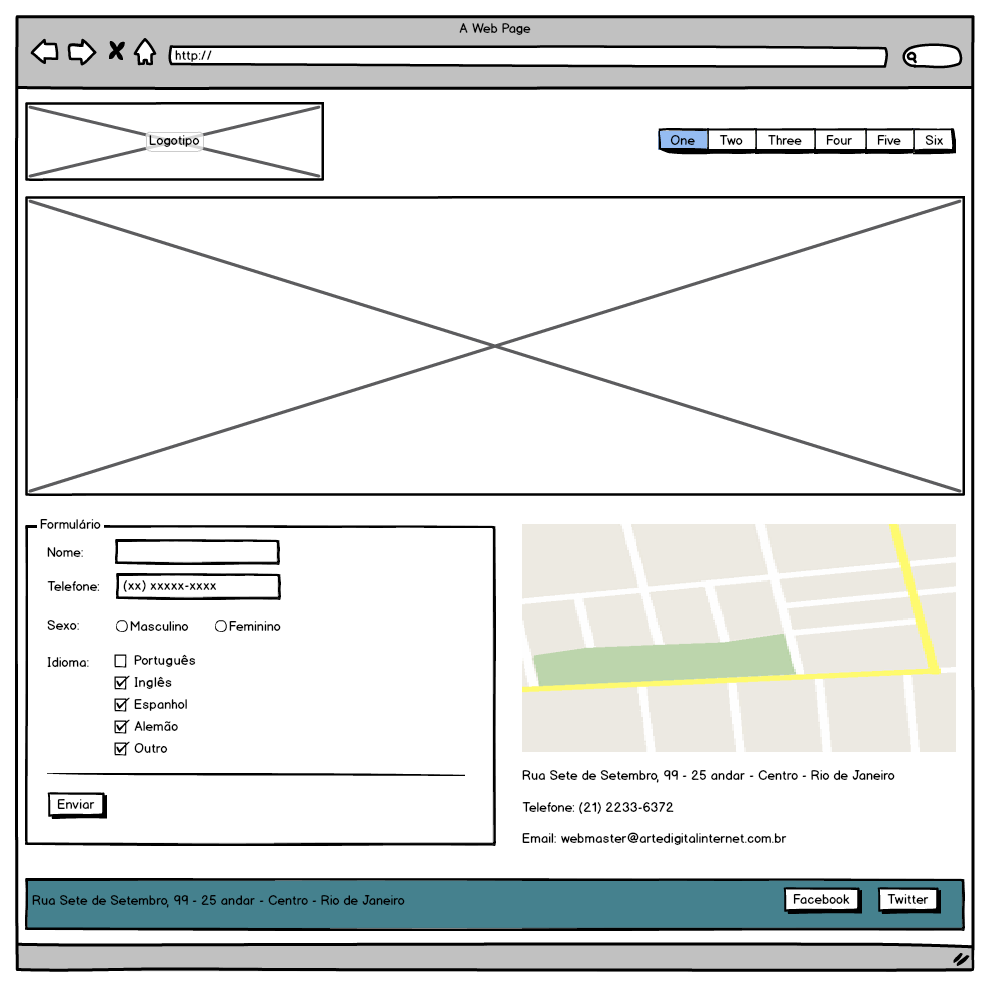 A Web Page
http://
Logotipo
One Two Three Four Five Six
Formulário
Nome:
Telefone: (xx) xxxxx-xxxx
Sexo: Masculino Feminino
Idioma: Português
Inglês
Espanhol
Alemão
Outro
Enviar
Rua Sete de Setembro, 99 - 25 andar - Centro - Rio de Janeiro
Telefone: (21) 2233-6372
Email: webmaster@artedigitalinternet.com.br
Rua Sete de Setembro, 99 - 25 andar - Centro - Rio de Janeiro Facebook Twitter